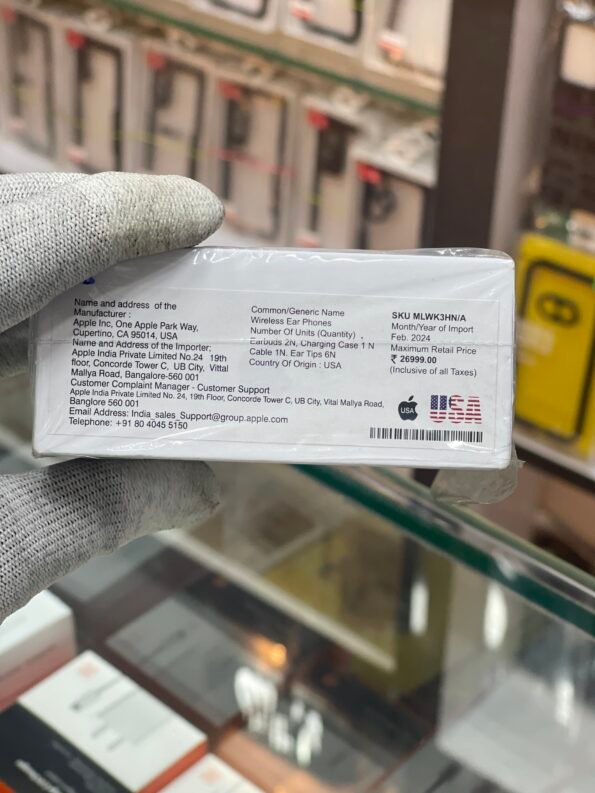 Name and address of the
Manufacturer :
Apple Inc, One Apple Park Way,
Cupertino, CA 95014, USA
Name and Address of the Importer:
Apple India Private Limited No.24 19th
floor, Concorde Tower C, UB City, Vittal
Mallya Road, Bangalore-560 001
Customer Complaint Manager - Customer Support
Apple India Private Limited No. 24, 19th Floor, Concorde Tower C, UB City, Vital Mallya Road,
Banglore 560 001
Email Address: India_sales_Support@group.apple.com
Telephone: +91 80 4045 5150
Common/Generic Name
Wireless Ear Phones
Number Of Units (Quantity) ,
Earbuds 2N, Charging Case 1 N
Cable 1N. Ear Tips 6N
Country Of Origin : USA
SKU MLWK3HN/A
Month/Year of Import
Feb. 2024
Maximum Retail Price
₹ 26999.00
(Inclusive of all Taxes)
USA
USA